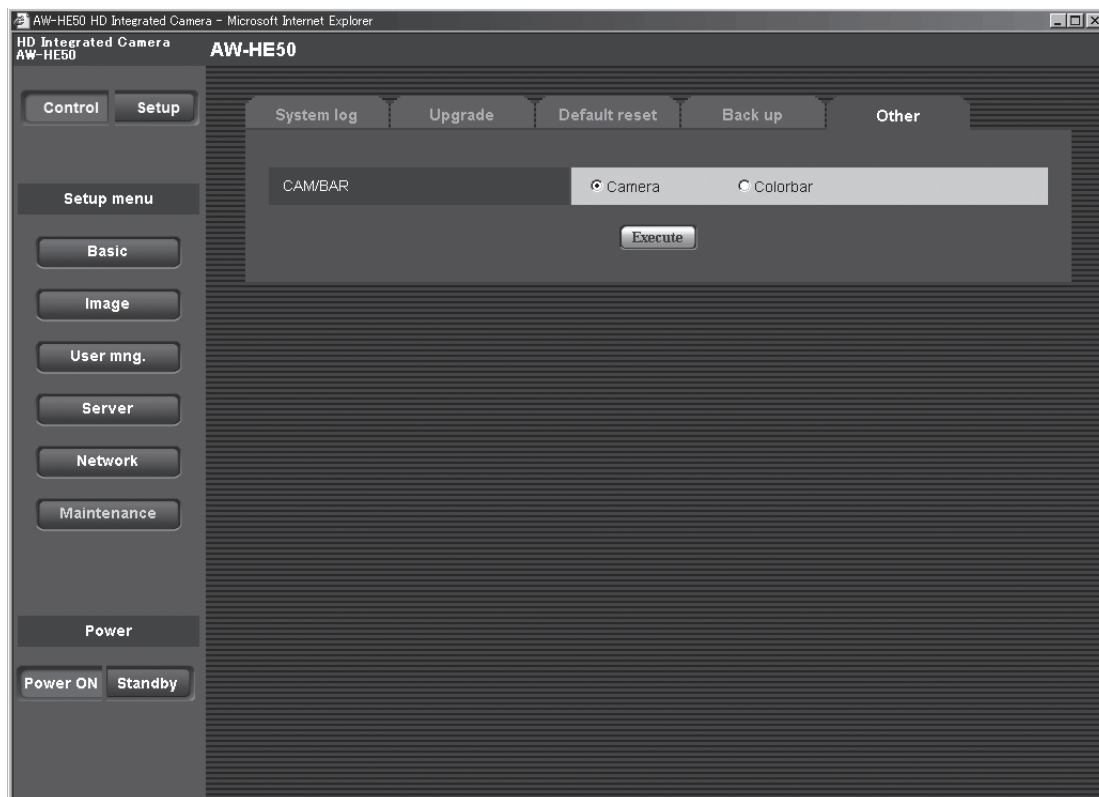 AW-HE50 HD Integrated Camera - Microsoft Internet Explorer
HD Integrated Camera
AW-HE50
AW-HE50
Control Setup
System log Upgrade Default reset Back up Other
CAM/BAR Camera Colorbar
Execute
Setup menu
Basic
Image
User mng.
Server
Network
Maintenance
Power
Power ON Standby